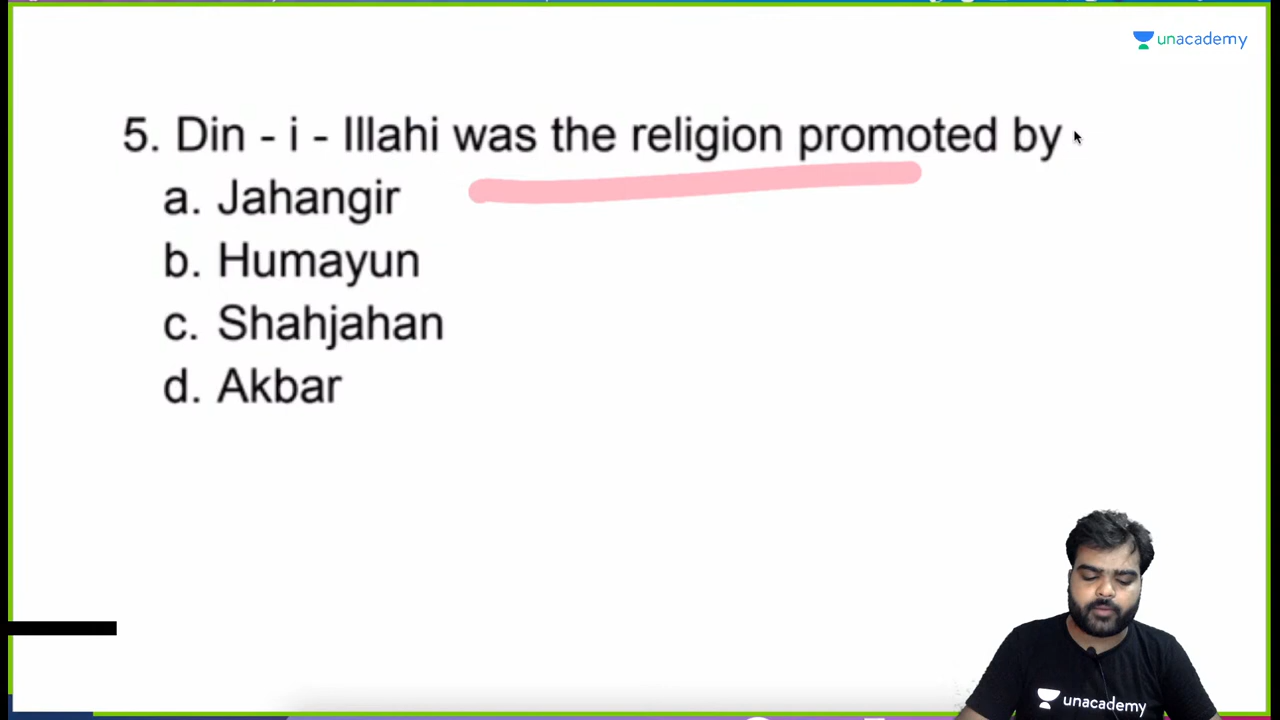 unacademy
5. Din - i - Illahi was the religion promoted by
a. Jahangir
b. Humayun
c. Shahjahan
d. Akbar
unacademy